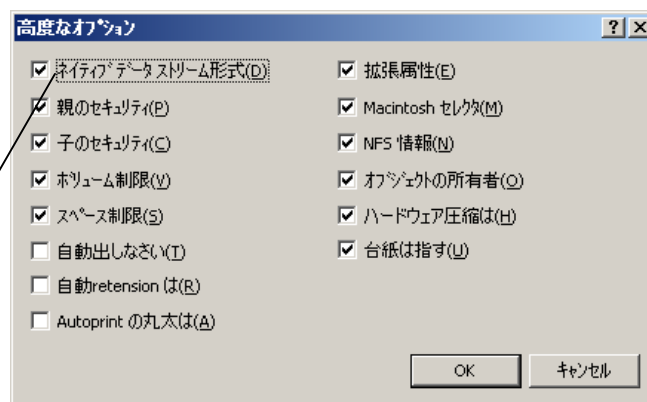 高度なｵﾌﾟｼｮﾝ
ﾈｲﾃｨﾌﾞ ﾃﾞｰﾀ ｽﾄﾘｰﾑ形式(D)
親のｾｷｭﾘﾃｨ(P)
子のｾｷｭﾘﾃｨ(C)
ﾎﾞﾘｭｰﾑ制限(V)
ｽﾍﾟｰｽ制限(S)
自動出しなさい(T)
自動retension は(R)
Autoprint の丸太は(A)
拡張属性(E)
Macintosh ｾﾚｸﾀ(M)
NFS 情報(N)
ｵﾌﾞｼﾞｪｸﾄの所有者(O)
ハードウェア圧縮は(H)
台紙は指す(U)
OK
ｷｬﾝｾﾙ